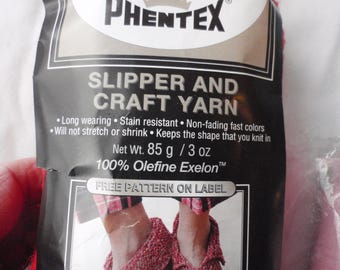 PHENTEX
SLIPPER AND
CRAFT YARN
• Long wearing • Stain resistant • Non-fading fast colors
• Will not stretch or shrink • Keeps the shape that you knit in
Net Wt. 85 g / 3 oz
100% Olefine Exelon™
FREE PATTERN ON LABEL